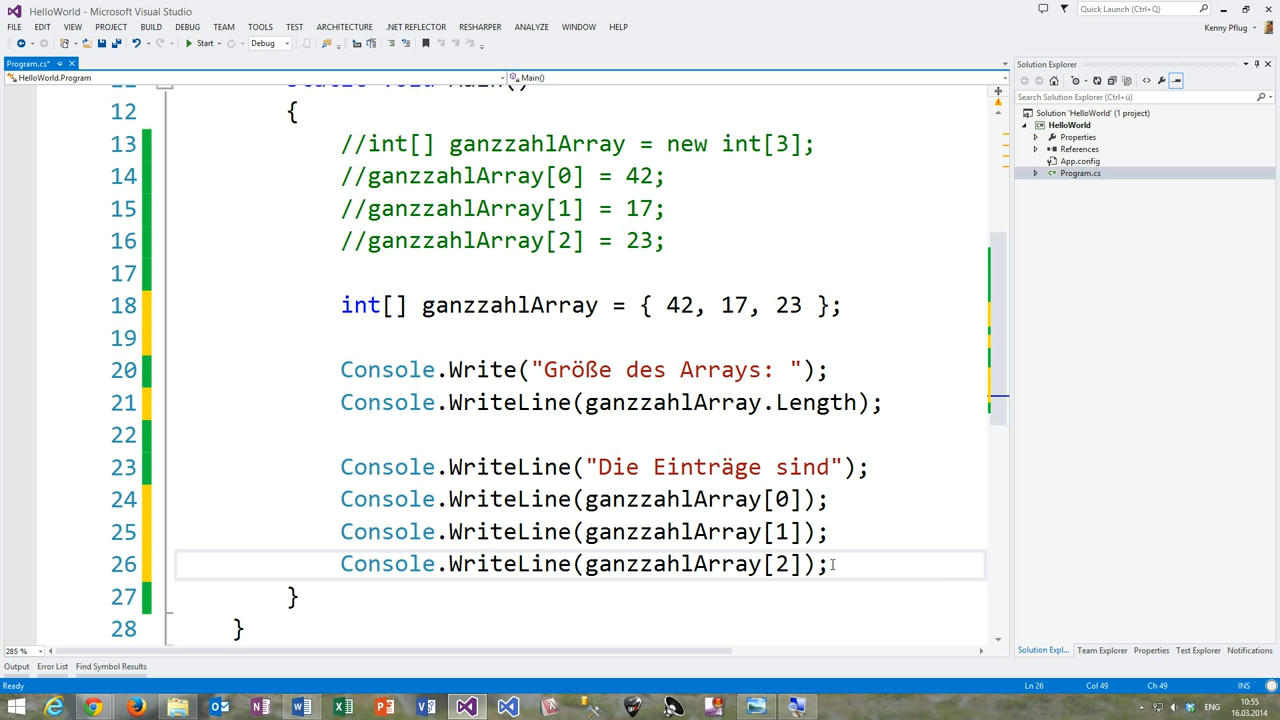 HelloWorld - Microsoft Visual Studio
Quick Launch (Ctrl+Q)
FILE EDIT VIEW PROJECT BUILD DEBUG TEAM TOOLS TEST ARCHITECTURE .NET REFLECTOR RESHARPER ANALYZE WINDOW HELP
Kenny Pflug
Start
Debug
Program.cs*
Solution Explorer
HelloWorld.Program
Main()
Search Solution Explorer (Ctrl+ü)
Solution 'HelloWorld' (1 project)
HelloWorld
Properties
References
App.config
Program.cs
12 {
13 //int[] ganzzahlArray = new int[3];
14 //ganzzahlArray[0] = 42;
15 //ganzzahlArray[1] = 17;
16 //ganzzahlArray[2] = 23;
17
18 int[] ganzzahlArray = { 42, 17, 23 };
19
20 Console.Write("Größe des Arrays: ");
21 Console.WriteLine(ganzzahlArray.Length);
22
23 Console.WriteLine("Die Einträge sind");
24 Console.WriteLine(ganzzahlArray[0]);
25 Console.WriteLine(ganzzahlArray[1]);
26 Console.WriteLine(ganzzahlArray[2]);
27 }
28 }
285 %
Solution Expl... Team Explorer Properties Test Explorer Notifications
Output Error List Find Symbol Results
Ready
Ln 26 Col 49 Ch 49 INS
ENG
10:55
16.03.2014